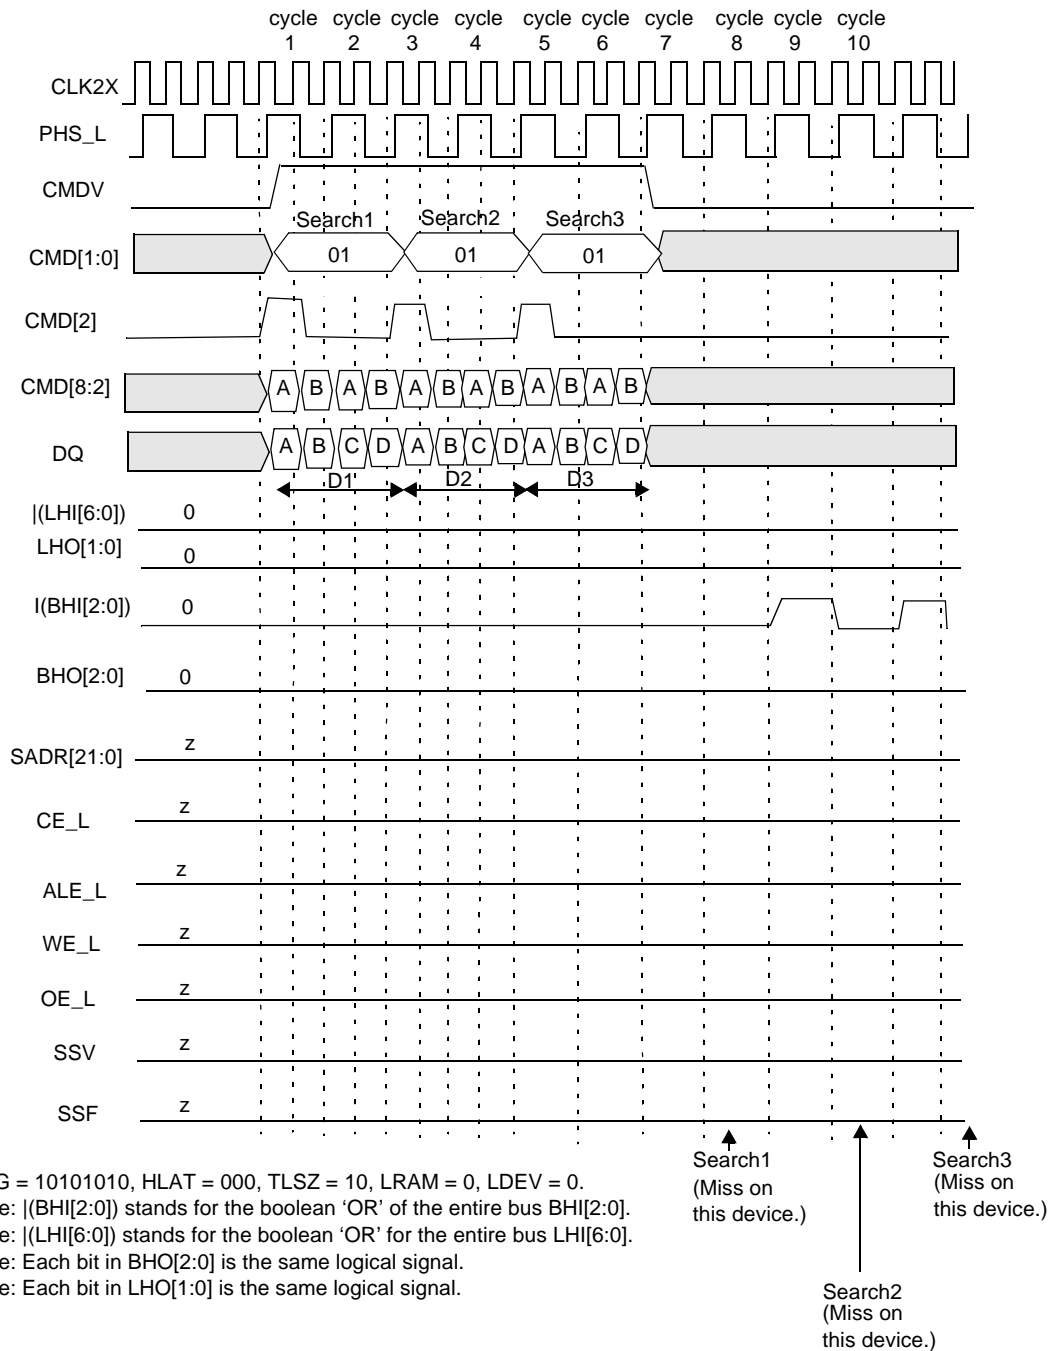 cycle cycle cycle cycle cycle cycle cycle cycle cycle cycle
1 2 3 4 5 6 7 8 9 10
CLK2X
PHS_L
CMDV
Search1 Search2 Search3
CMD[1:0] 01 01 01
CMD[2]
CMD[8:2] A B A B A B A B A B A B
DQ A B C D A B C D A B C D
D1 D2 D3
|(LHI[6:0]) 0
LHO[1:0] 0
I(BHI[2:0]) 0
BHO[2:0] 0
SADR[21:0] z
CE_L z
ALE_L z
WE_L z
OE_L z
SSV z
SSF z
Search1
(Miss on
this device.)
Search3
(Miss on
this device.)
G = 10101010, HLAT = 000, TLSZ = 10, LRAM = 0, LDEV = 0.
e: |(BHI[2:0]) stands for the boolean ‘OR’ of the entire bus BHI[2:0].
e: |(LHI[6:0]) stands for the boolean ‘OR’ for the entire bus LHI[6:0].
e: Each bit in BHO[2:0] is the same logical signal.
e: Each bit in LHO[1:0] is the same logical signal.
Search2
(Miss on
this device.)